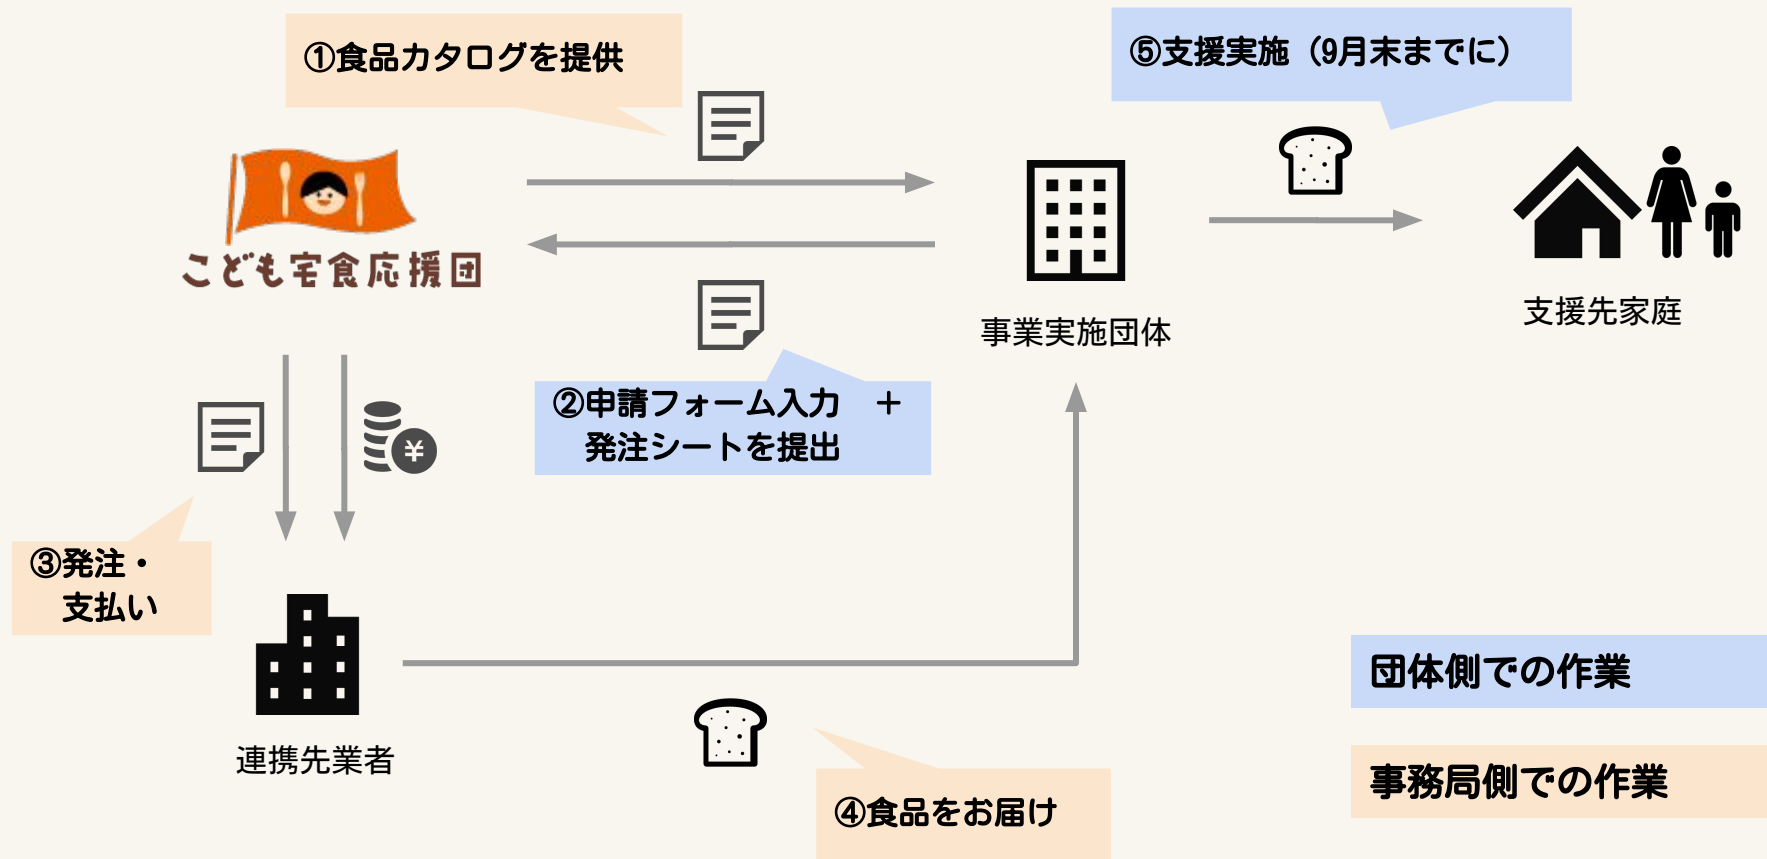 ①食品カタログを提供
⑤支援実施（9月末までに）
こども宅食応援団
事業実施団体
支援先家庭
②申請フォーム入力　＋
発注シートを提出
¥
③発注・
支払い
連携先業者
④食品をお届け
団体側での作業
事務局側での作業